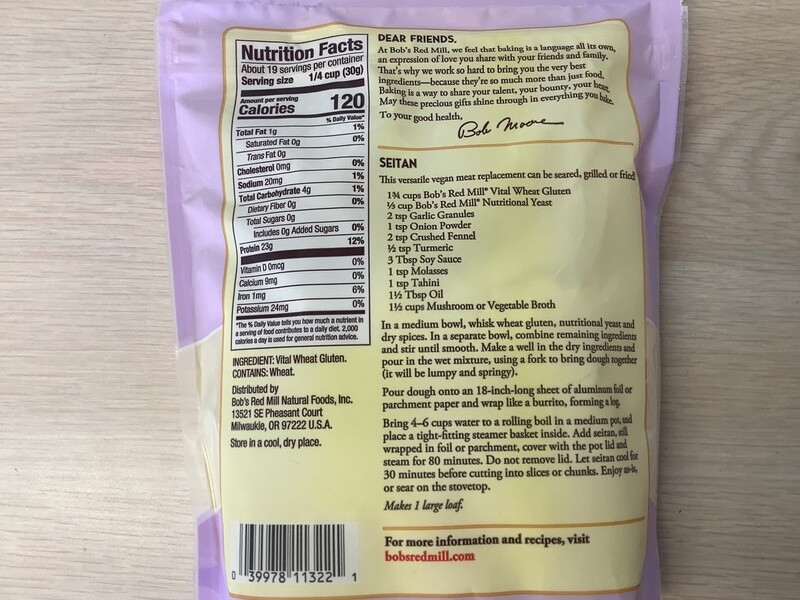 Nutrition Facts
About 19 servings per container
Serving size 1/4 cup (30g)
Amount per serving
Calories 120
% Daily Value*
Total Fat 1g 1%
Saturated Fat 0g 0%
Trans Fat 0g
Cholesterol 0mg 0%
Sodium 20mg 1%
Total Carbohydrate 4g 1%
Dietary Fiber 0g 0%
Total Sugars 0g
Includes 0g Added Sugars 0%
Protein 23g 12%
Vitamin D 0mcg 0%
Calcium 9mg 0%
Iron 1mg 6%
Potassium 24mg 0%
*The % Daily Value tells you how much a nutrient in
a serving of food contributes to a daily diet. 2,000
calories a day is used for general nutrition advice.
INGREDIENT: Vital Wheat Gluten.
CONTAINS: Wheat.
Distributed by
Bob's Red Mill Natural Foods, Inc.
13521 SE Pheasant Court
Milwaukie, OR 97222 U.S.A.
Store in a cool, dry place.
0 39978 11322 1
DEAR FRIENDS,
At Bob's Red Mill, we feel that baking is a language all its own,
an expression of love you share with your friends and family.
That's why we work so hard to bring you the very best
ingredients—because they're so much more than just food.
Baking is a way to share your talent, your bounty, your heart.
May these precious gifts shine through in everything you bake.
To your good health,
Bob Moore
SEITAN
This versatile vegan meat replacement can be seared, grilled or fried!
1¾ cups Bob's Red Mill® Vital Wheat Gluten
⅓ cup Bob's Red Mill® Nutritional Yeast
2 tsp Garlic Granules
1 tsp Onion Powder
2 tsp Crushed Fennel
½ tsp Turmeric
3 Tbsp Soy Sauce
1 tsp Molasses
1 tsp Tahini
1½ Tbsp Oil
1½ cups Mushroom or Vegetable Broth
In a medium bowl, whisk wheat gluten, nutritional yeast and
dry spices. In a separate bowl, combine remaining ingredients
and stir until smooth. Make a well in the dry ingredients and
pour in the wet mixture, using a fork to bring dough together
(it will be lumpy and springy).
Pour dough onto an 18-inch-long sheet of aluminum foil or
parchment paper and wrap like a burrito, forming a log.
Bring 4–6 cups water to a rolling boil in a medium pot, and
place a tight-fitting steamer basket inside. Add seitan, still
wrapped in foil or parchment, cover with the pot lid and
steam for 80 minutes. Do not remove lid. Let seitan cool for
30 minutes before cutting into slices or chunks. Enjoy as-is,
or sear on the stovetop.
Makes 1 large loaf.
For more information and recipes, visit
bobsredmill.com